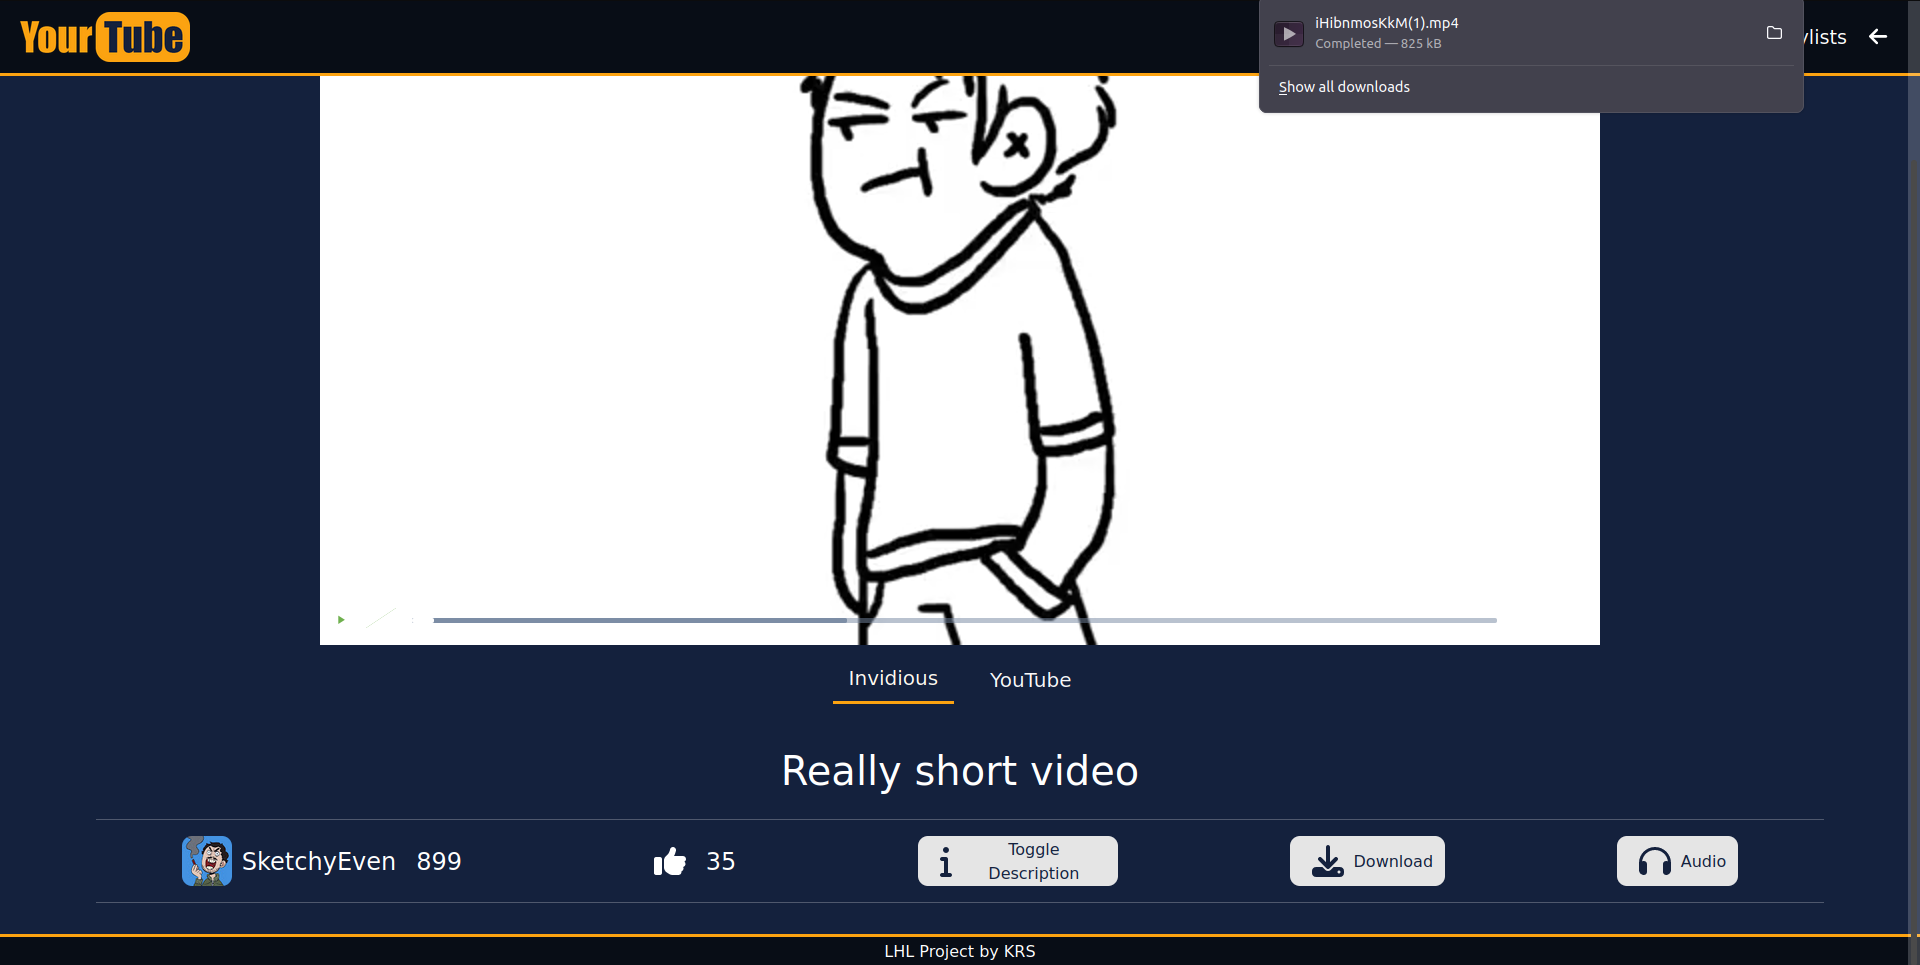 YourTube
iHibnmosKkM(1).mp4
Completed — 825 kB
Show all downloads
Invidious
YouTube
Really short video
SketchyEven 899
35
Toggle
Description
Download
Audio
LHL Project by KRS